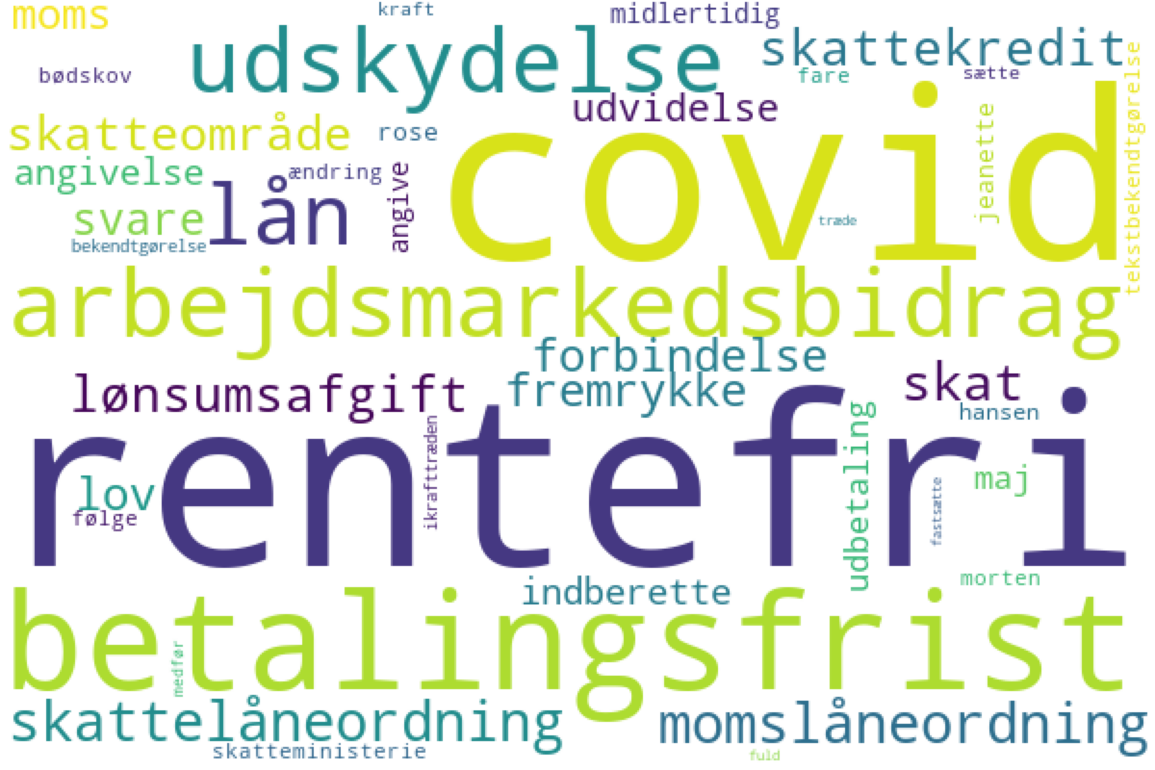 moms
kraft
midlertidig
udskydelse
skattekredit
bødskov
fare
sætte
udvidelse
tekstbekendtgørelse
covid
skatteområde
rose
jeanette
angivelse
ændring
angive
lån
svare
træde
bekendtgørelse
arbejdsmarkedsbidrag
forbindelse
lønsumsafgift
fremrykke
skat
hansen
rentefri
ikrafttræden
udbetaling
lov
maj
fastsætte
følge
indberette
morten
betalingsfrist
medfør
skattelåneordning
momslåneordning
skatteministerie
fuld